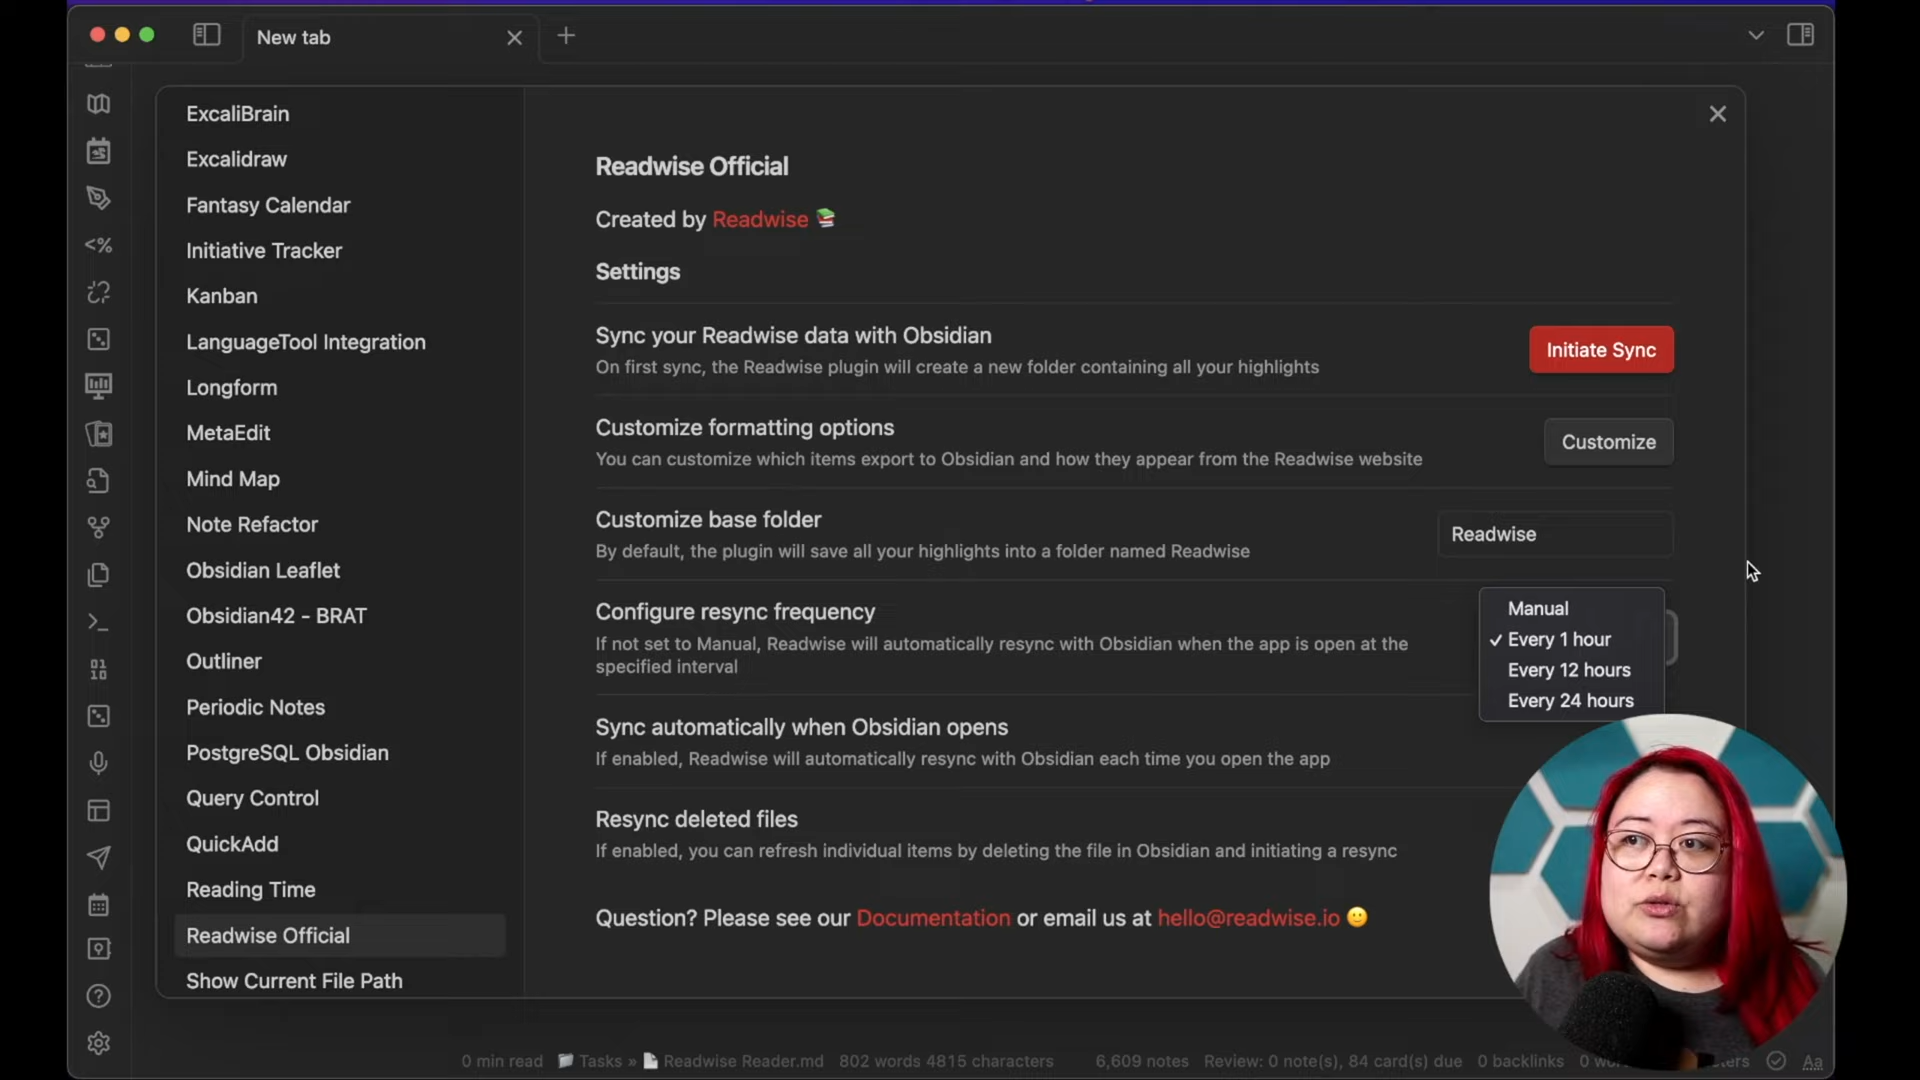 New tab
ExcaliBrain
Excalidraw
Fantasy Calendar
Initiative Tracker
Kanban
LanguageTool Integration
Longform
MetaEdit
Mind Map
Note Refactor
Obsidian Leaflet
Obsidian42 - BRAT
Outliner
Periodic Notes
PostgreSQL Obsidian
Query Control
QuickAdd
Reading Time
Readwise Official
Show Current File Path
Readwise Official
Created by Readwise 📚
Settings
Sync your Readwise data with Obsidian
On first sync, the Readwise plugin will create a new folder containing all your highlights
Initiate Sync
Customize formatting options
You can customize which items export to Obsidian and how they appear from the Readwise website
Customize
Customize base folder
By default, the plugin will save all your highlights into a folder named Readwise
Readwise
Configure resync frequency
If not set to Manual, Readwise will automatically resync with Obsidian when the app is open at the
specified interval
Manual
✓ Every 1 hour
Every 12 hours
Every 24 hours
Sync automatically when Obsidian opens
If enabled, Readwise will automatically resync with Obsidian each time you open the app
Resync deleted files
If enabled, you can refresh individual items by deleting the file in Obsidian and initiating a resync
Question? Please see our Documentation or email us at hello@readwise.io 🙂
0 min read Tasks » Readwise Reader.md 802 words 4815 characters 6,609 notes Review: 0 note(s), 84 card(s) due 0 backlinks 0 Aa